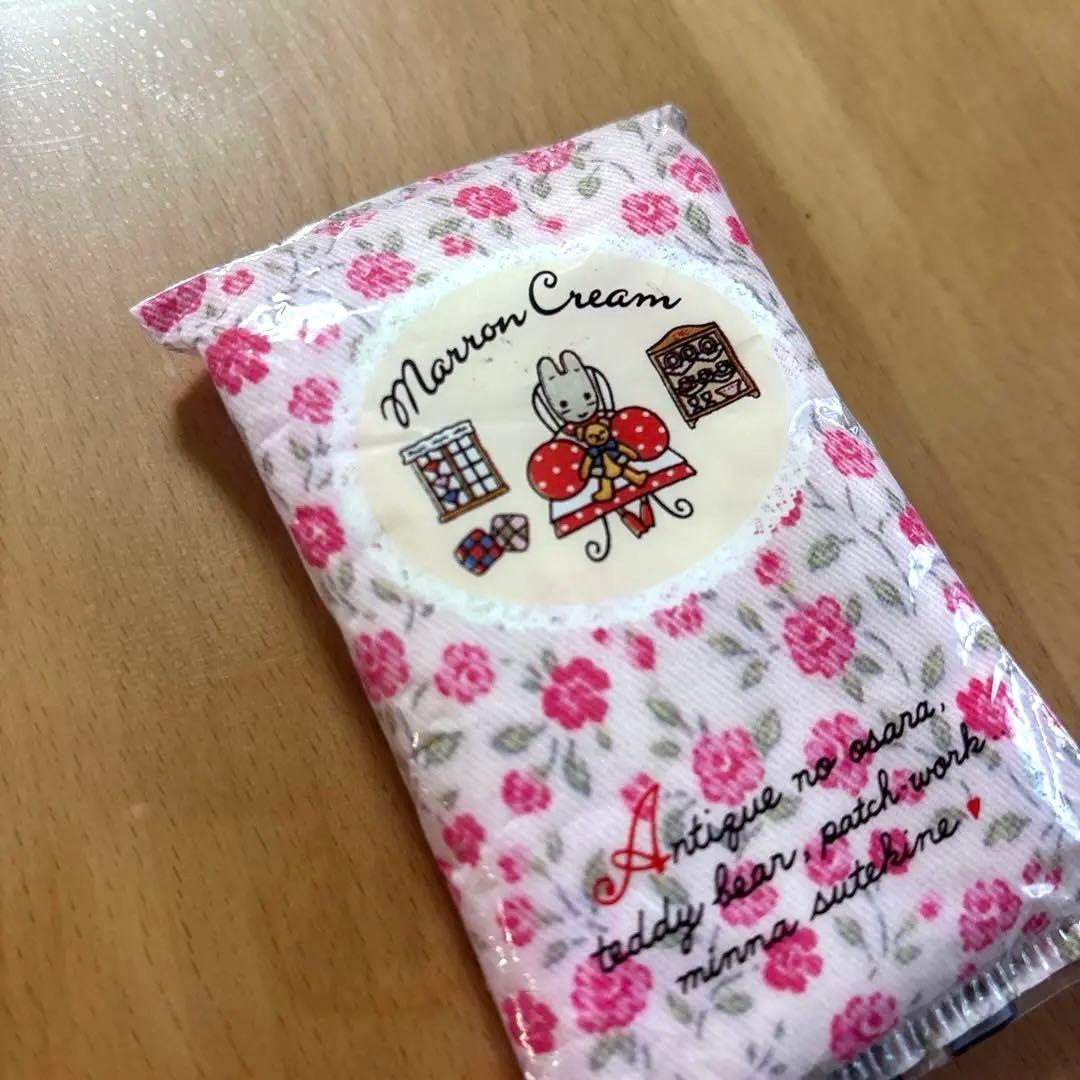 Marron Cream
Antique no osara,
teddy bear, patch-work
minna sutekine